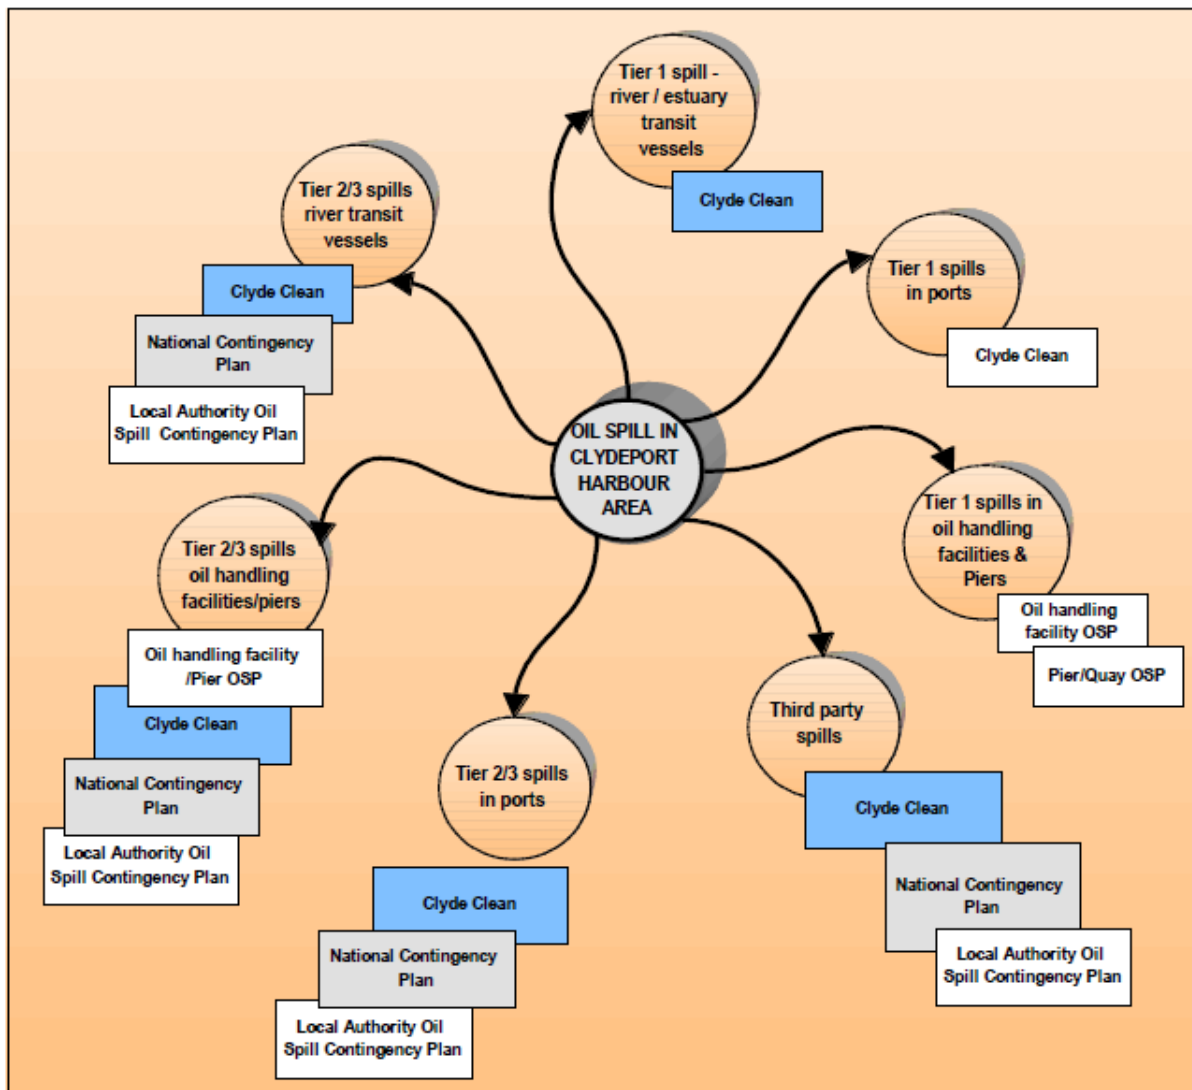 Tier 1 spill -
river / estuary
transit
vessels
Clyde Clean
Tier 2/3 spills
river transit
vessels
Clyde Clean
National Contingency
Plan
Local Authority Oil
Spill Contingency Plan
Tier 1 spills
in ports
Clyde Clean
OIL SPILL IN
CLYDEPORT
HARBOUR
AREA
Tier 1 spills in
oil handling
facilities &
Piers
Oil handling
facility OSP
Pier/Quay OSP
Tier 2/3 spills
oil handling
facilities/piers
Oil handling facility
/Pier OSP
Clyde Clean
National Contingency
Plan
Local Authority Oil
Spill Contingency Plan
Third party
spills
Clyde Clean
National Contingency
Plan
Local Authority Oil
Spill Contingency Plan
Tier 2/3 spills
in ports
Clyde Clean
National Contingency
Plan
Local Authority Oil
Spill Contingency Plan